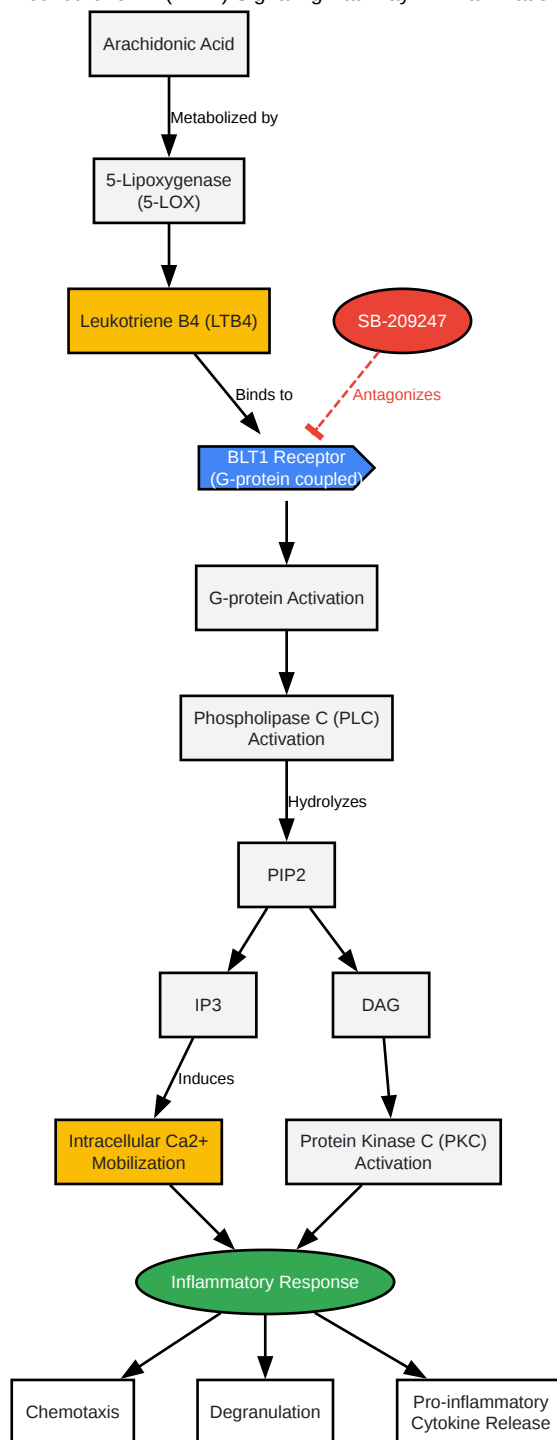 Arachidonic Acid
Metabolized by
5-Lipoxygenase
(5-LOX)
Leukotriene B4 (LTB4)
SB-209247
Binds to
Antagonizes
BLT1 Receptor
(G-protein coupled)
G-protein Activation
Phospholipase C (PLC)
Activation
Hydrolyzes
PIP2
IP3
DAG
Induces
Intracellular Ca2+
Mobilization
Protein Kinase C (PKC)
Activation
Inflammatory Response
Chemotaxis
Degranulation
Pro-inflammatory
Cytokine Release